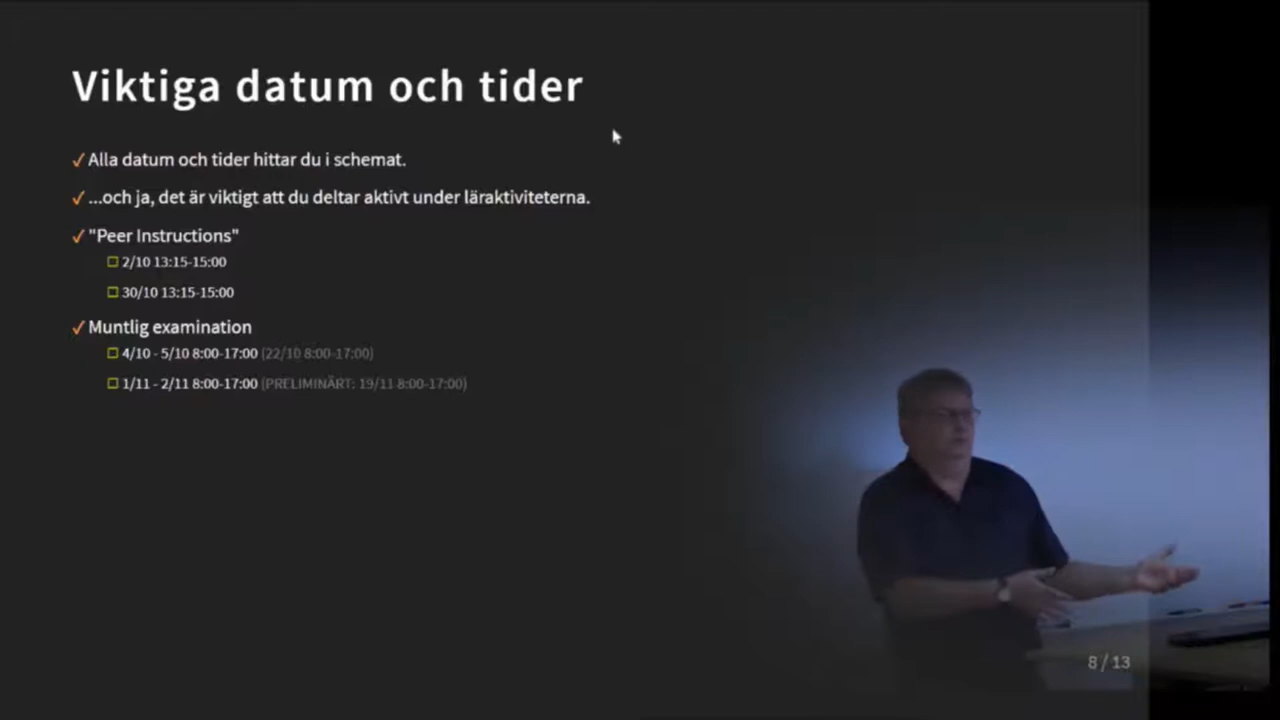 Viktiga datum och tider
✓ Alla datum och tider hittar du i schemat.
✓ ...och ja, det är viktigt att du deltar aktivt under läraktiviteterna.
✓ "Peer Instructions"
☐ 2/10 13:15-15:00
☐ 30/10 13:15-15:00
✓ Muntlig examination
☐ 4/10 - 5/10 8:00-17:00 (22/10 8:00-17:00)
☐ 1/11 - 2/11 8:00-17:00 (PRELIMINÄRT: 19/11 8:00-17:00)
8 / 13